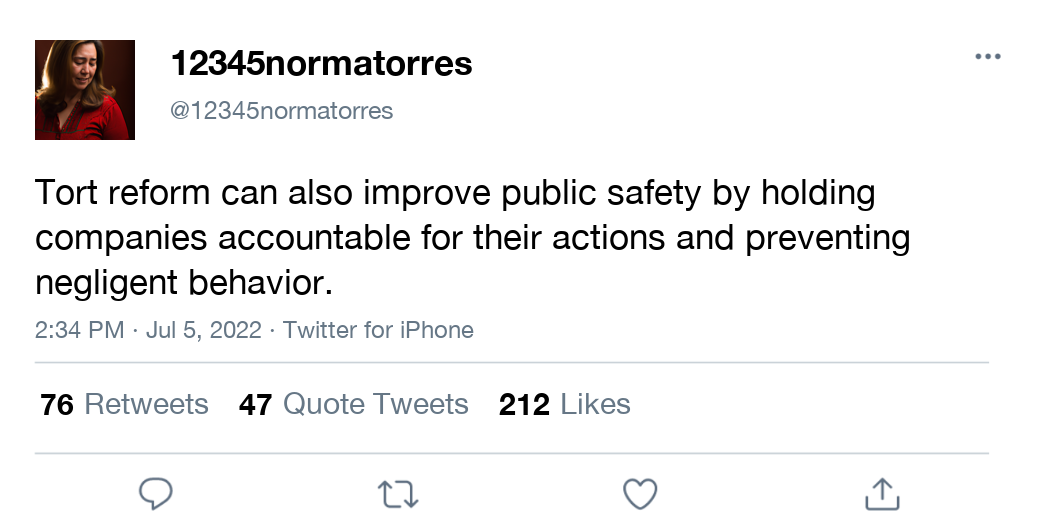 12345normatorres
@12345normatorres
Tort reform can also improve public safety by holding
companies accountable for their actions and preventing
negligent behavior.
2:34 PM · Jul 5, 2022 · Twitter for iPhone
76 Retweets 47 Quote Tweets 212 Likes